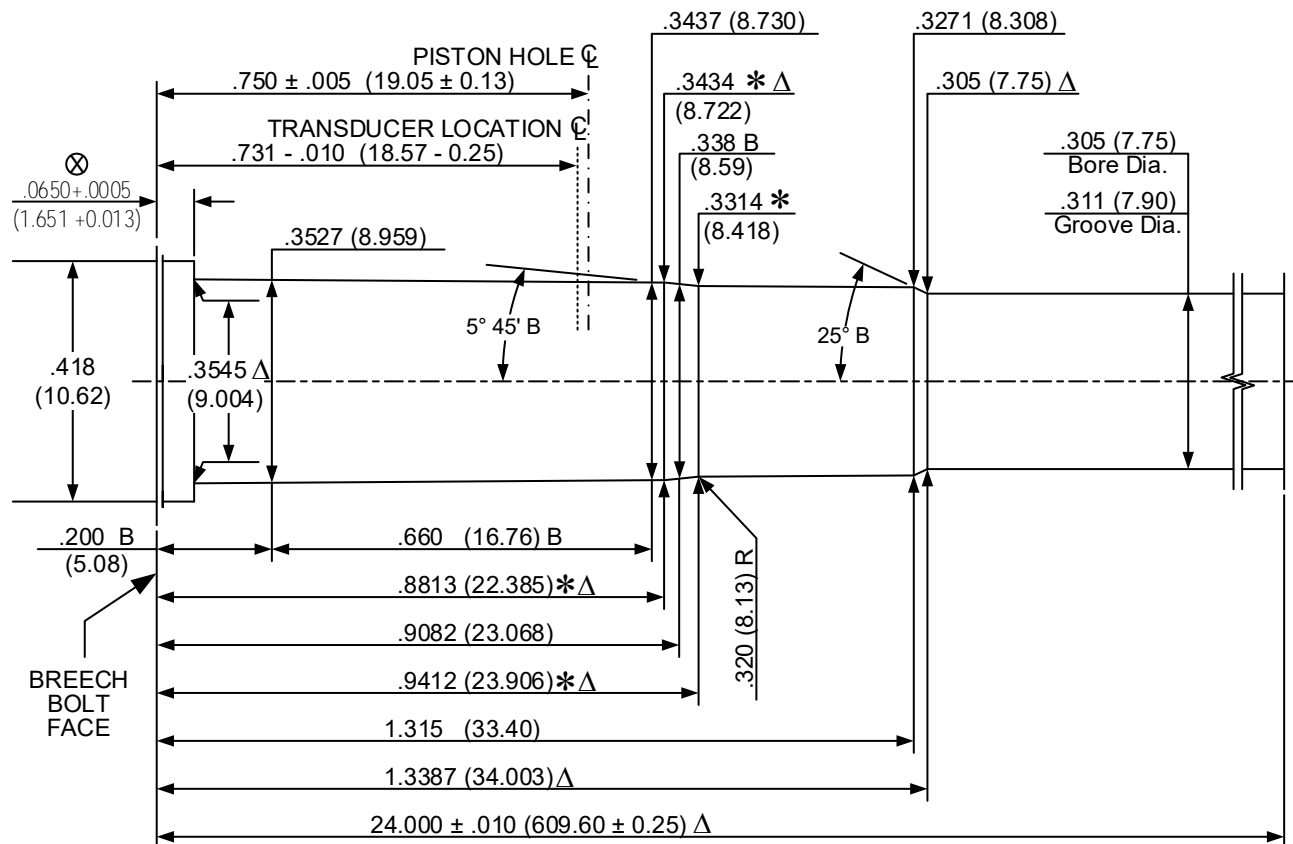 .3437 (8.730)
.3271 (8.308)
PISTON HOLE ℄
.750 ± .005 (19.05 ± 0.13)
.3434 * Δ
(8.722)
.305 (7.75) Δ
TRANSDUCER LOCATION ℄
.731 - .010 (18.57 - 0.25)
.338 B
(8.59)
.305 (7.75)
Bore Dia.
⊗
.0650+.0005
(1.651 +0.013)
.3314 *
(8.418)
.311 (7.90)
Groove Dia.
.3527 (8.959)
5° 45' B
25° B
.418
(10.62)
.3545 Δ
(9.004)
.200 B
(5.08)
.660 (16.76) B
.8813 (22.385)* Δ
.320 (8.13) R
.9082 (23.068)
BREECH
BOLT
FACE
.9412 (23.906)* Δ
1.315 (33.40)
1.3387 (34.003) Δ
24.000 ± .010 (609.60 ± 0.25) Δ